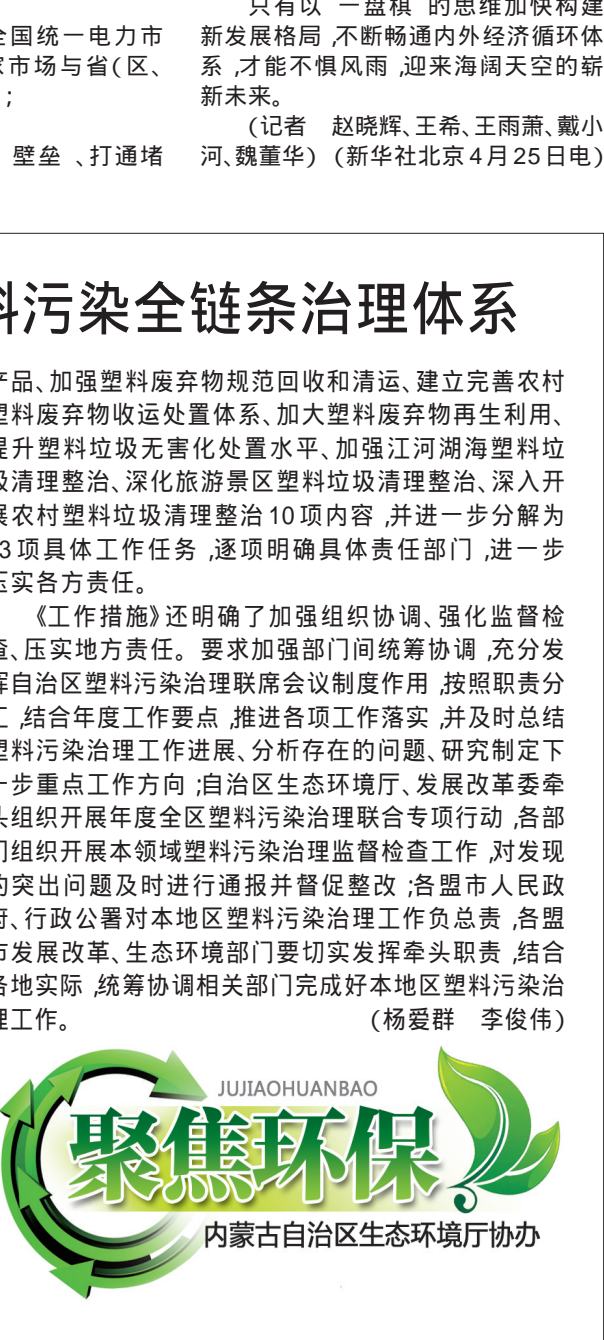 全国统一电力市
家市场与省(区、
;
壁垒 、打通堵
只有以 一盘棋 的思维加快构建
新发展格局 ,不断畅通内外经济循环体
系 ,才能不惧风雨 ,迎来海阔天空的崭
新未来。
(记者 赵晓辉、王希、王雨萧、戴小
河、魏董华) (新华社北京4月25日电)
料污染全链条治理体系
产品、加强塑料废弃物规范回收和清运、建立完善农村
塑料废弃物收运处置体系、加大塑料废弃物再生利用、
提升塑料垃圾无害化处置水平、加强江河湖海塑料垃
圾清理整治、深化旅游景区塑料垃圾清理整治、深入开
展农村塑料垃圾清理整治10项内容 ,并进一步分解为
3项具体工作任务 ,逐项明确具体责任部门 ,进一步
压实各方责任。
《工作措施》还明确了加强组织协调、强化监督检
查、压实地方责任。要求加强部门间统筹协调 ,充分发
挥自治区塑料污染治理联席会议制度作用 ,按照职责分
工 ,结合年度工作要点 ,推进各项工作落实 ,并及时总结
塑料污染治理工作进展、分析存在的问题、研究制定下
一步重点工作方向 ;自治区生态环境厅、发展改革委牵
头组织开展年度全区塑料污染治理联合专项行动 ,各部
门组织开展本领域塑料污染治理监督检查工作 ,对发现
的突出问题及时进行通报并督促整改 ;各盟市人民政
府、行政公署对本地区塑料污染治理工作负总责 ,各盟
市发展改革、生态环境部门要切实发挥牵头职责 ,结合
各地实际 ,统筹协调相关部门完成好本地区塑料污染治
理工作。 (杨爱群 李俊伟)
JUJIAOHUANBAO
聚焦环保
内蒙古自治区生态环境厅协办